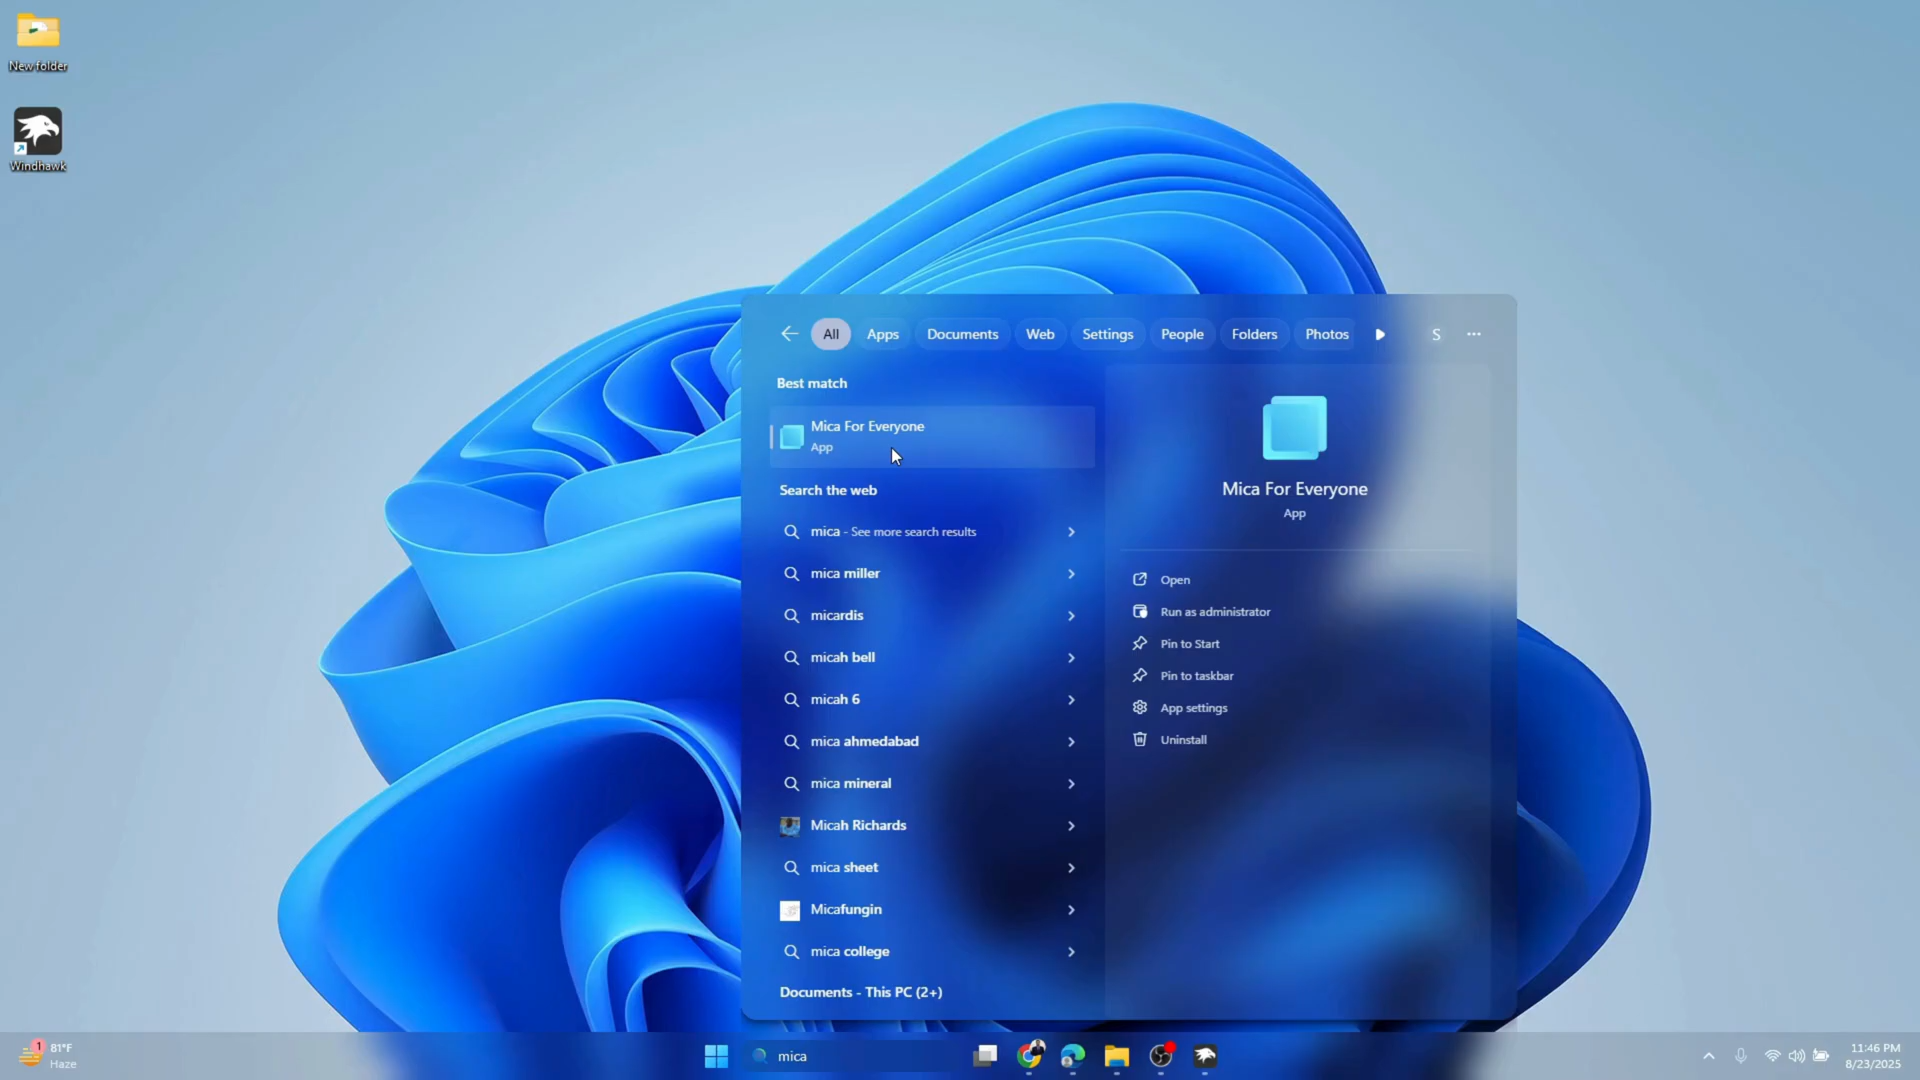 New folder
Windhawk
All
Apps
Documents
Web
Settings
People
Folders
Photos
S
Best match
Mica For Everyone
App
Search the web
mica - See more search results
mica miller
micardis
micah bell
micah 6
mica ahmedabad
mica mineral
Micah Richards
mica sheet
Micafungin
mica college
Documents - This PC (2+)
Mica For Everyone
App
Open
Run as administrator
Pin to Start
Pin to taskbar
App settings
Uninstall
1
81°F
Haze
mica
11:46 PM
8/23/2025